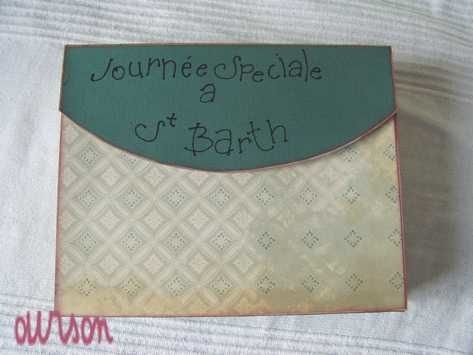 Journée Speciale
a
St Barth
ourson